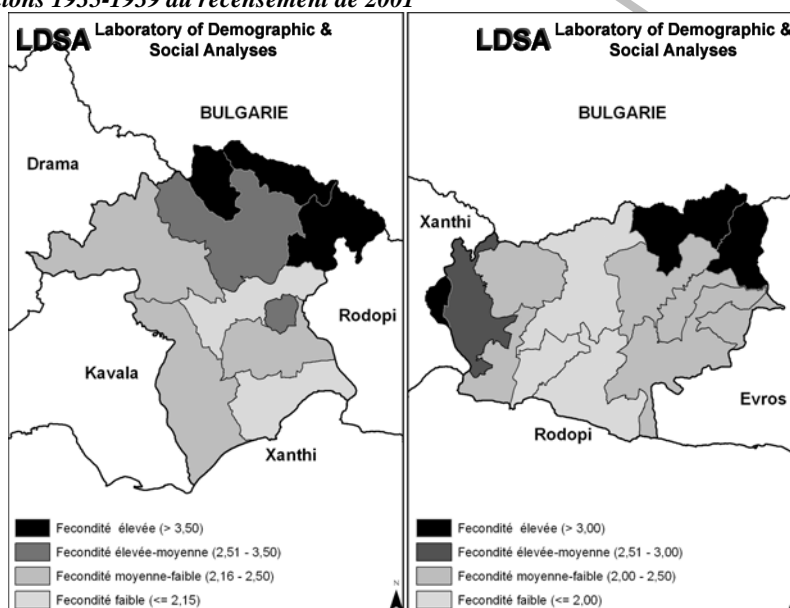 au recensement de 2001
LDSA Laboratory of Demographic &
Social Analyses
BULGARIE
Drama
Rodopi
Kavala
Xanthi
Fecondité élevée (> 3,50)
Fecondité élevée-moyenne (2,51 - 3,50)
Fecondité moyenne-faible (2,16 - 2,50)
Fecondité faible (<= 2,15)
N
LDSA Laboratory of Demographic &
Social Analyses
BULGARIE
Xanthi
Evros
Rodopi
Fecondité élevée (> 3,00)
Fecondité élevée-moyenne (2,51 - 3,00)
Fecondité moyenne-faible (2,00 - 2,50)
Fecondité faible (<= 2,00)